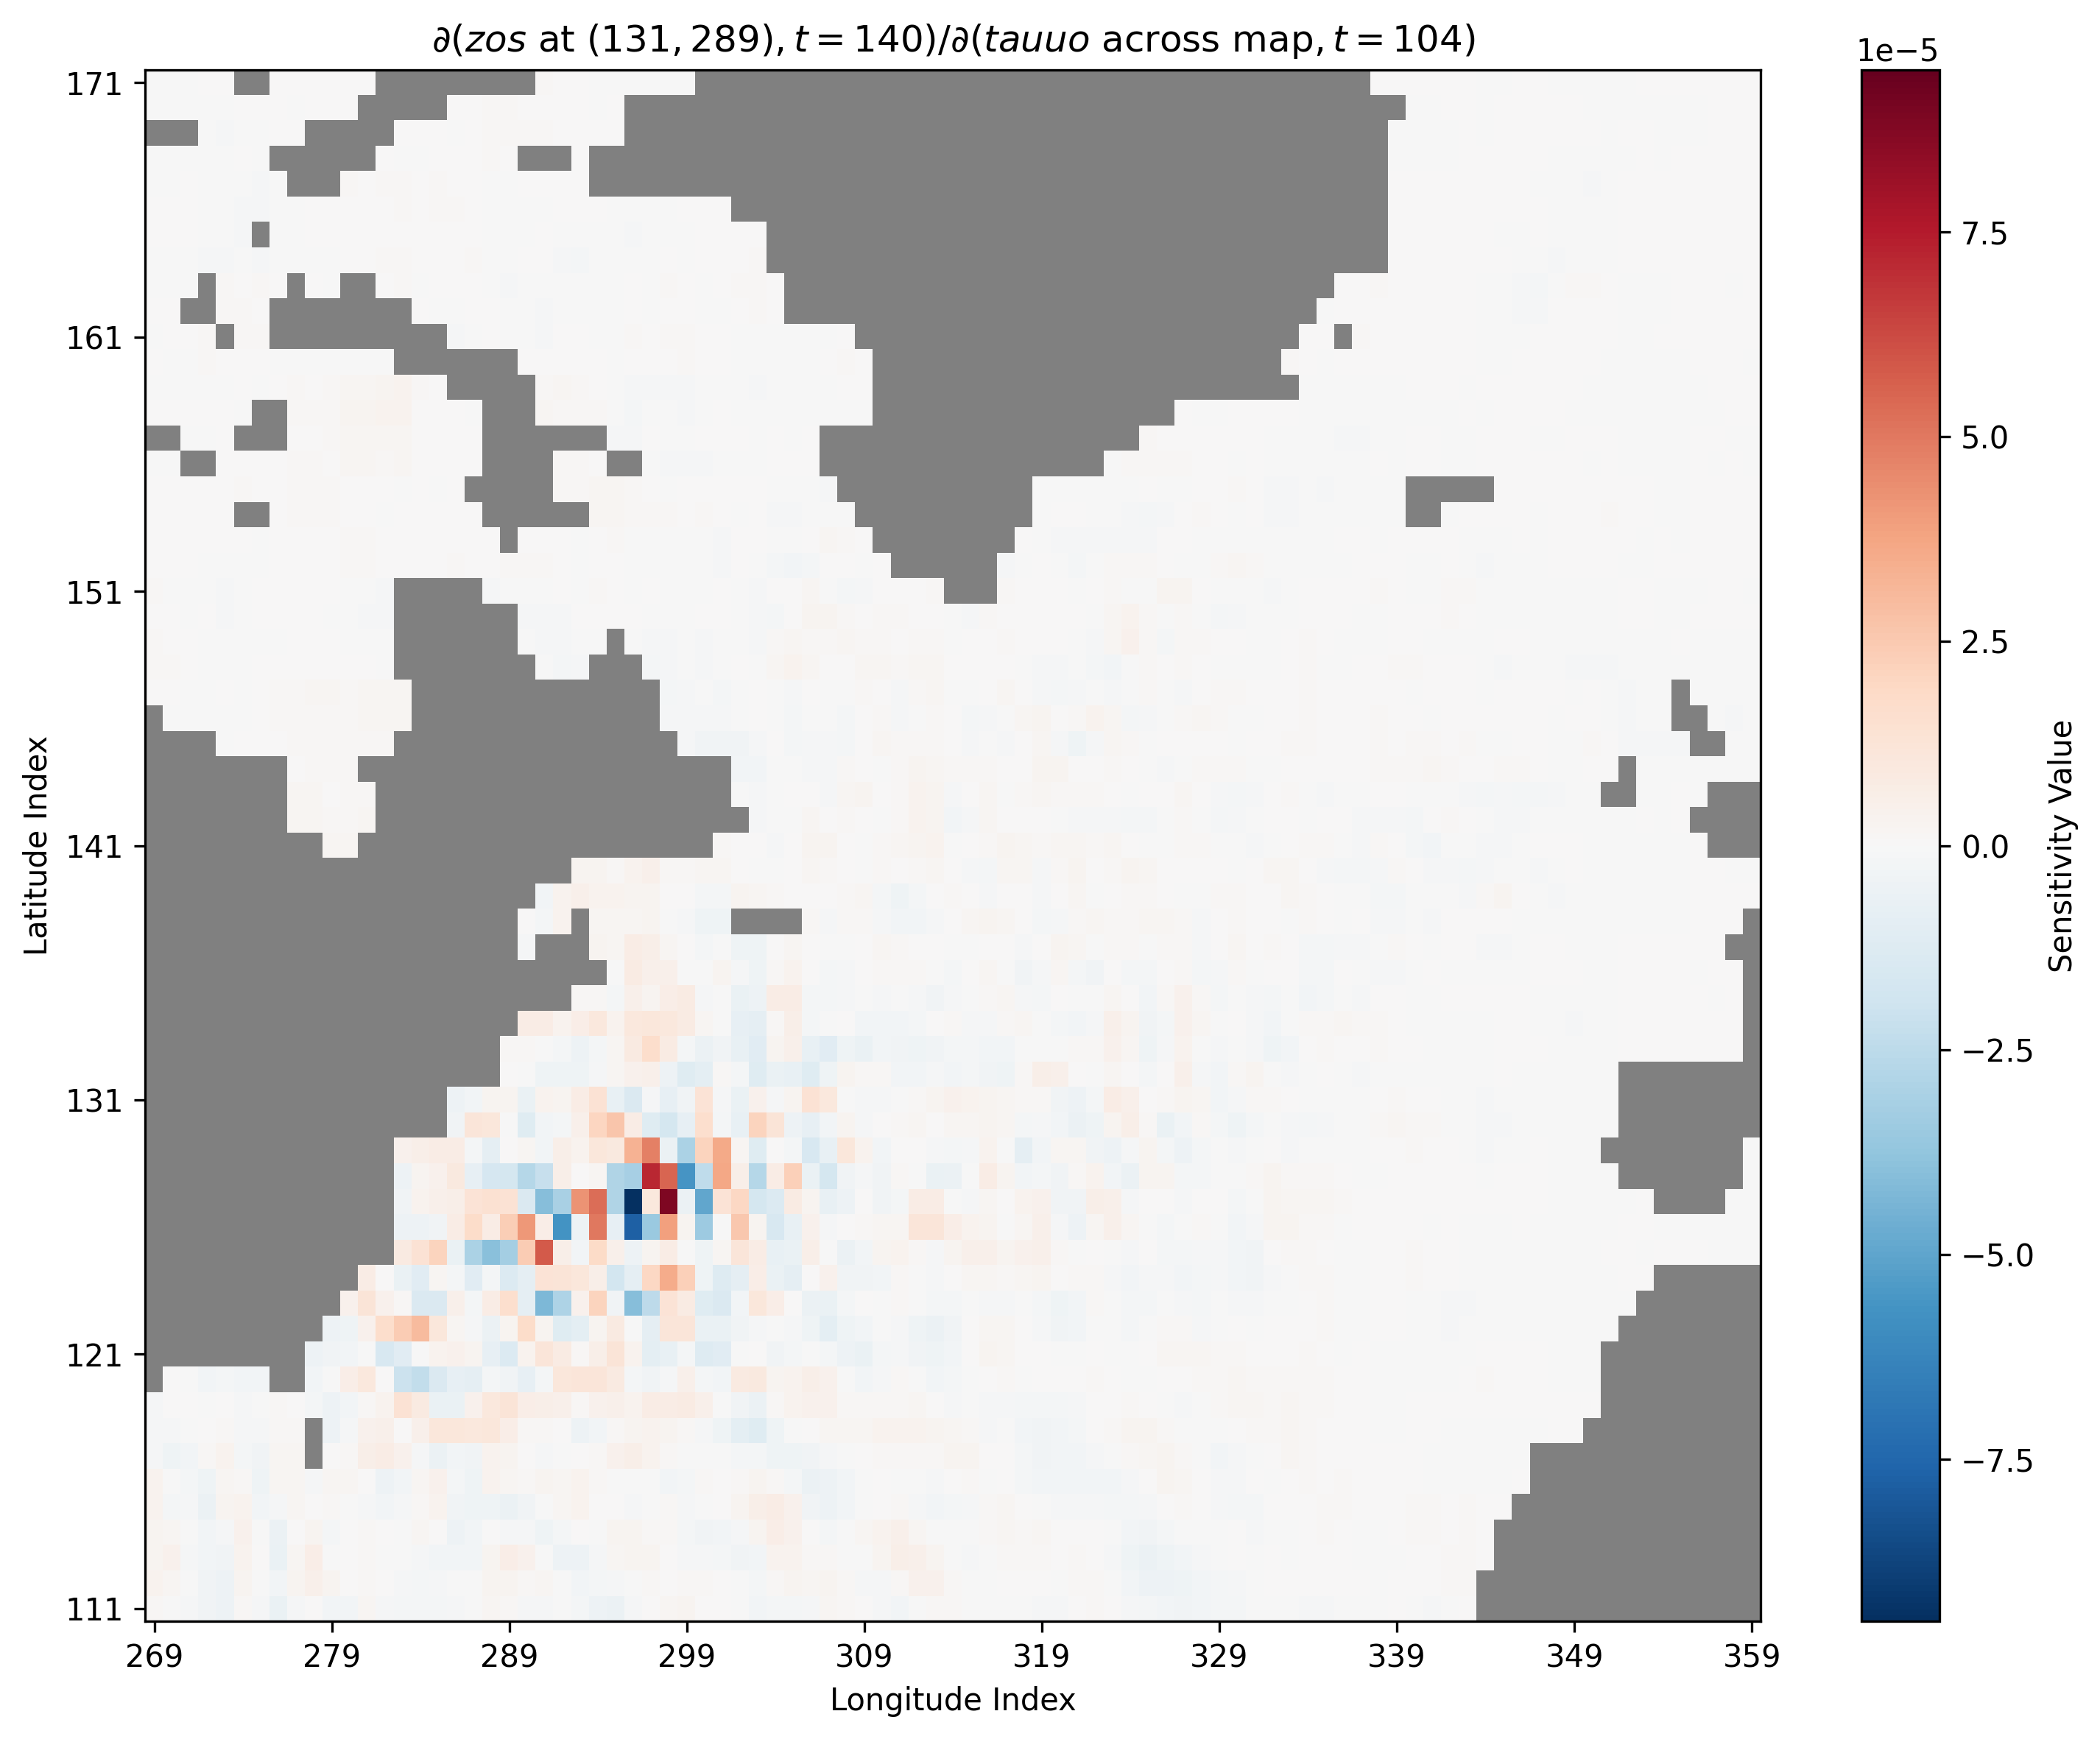 ∂(zos at (131, 289), t = 140)/∂(tauuo across map, t = 104)
1e−5
171
161
151
141
131
121
111
Latitude Index
269 279 289 299 309 319 329 339 349 359
Longitude Index
7.5
5.0
2.5
0.0
−2.5
−5.0
−7.5
Sensitivity Value